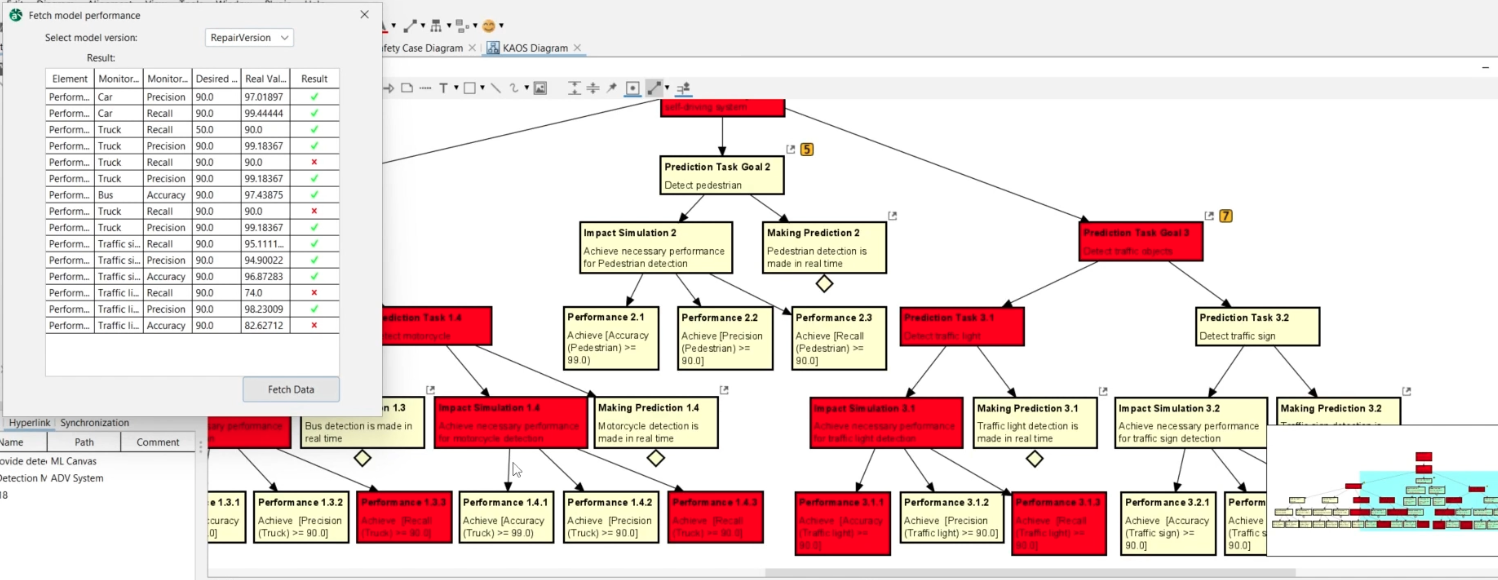 Fetch model performance
Select model version: RepairVersion
Result:
Element Monitor... Monitor... Desired ... Real Val... Result
Perform... Car Precision 90.0 97.01897
Perform... Car Recall 90.0 99.44444
Perform... Truck Recall 50.0 90.0
Perform... Truck Precision 90.0 99.18367
Perform... Truck Recall 90.0 90.0
Perform... Truck Precision 90.0 99.18367
Perform... Bus Accuracy 90.0 97.43875
Perform... Truck Recall 90.0 90.0
Perform... Truck Precision 90.0 99.18367
Perform... Traffic si... Recall 90.0 95.1111...
Perform... Traffic si... Precision 90.0 94.90022
Perform... Traffic si... Accuracy 90.0 96.87283
Perform... Traffic li... Recall 90.0 74.0
Perform... Traffic li... Precision 90.0 98.23009
Perform... Traffic li... Accuracy 90.0 82.62712
Fetch Data
Hyperlink Synchronization
Name Path Comment
ovide dete ML Canvas
Detection M ADV System
18
fety Case Diagram
KAOS Diagram
self-driving system
5
Prediction Task Goal 2
Detect pedestrian
7
Prediction Task Goal 3
Detect traffic objects
Impact Simulation 2
Achieve necessary performance
for Pedestrian detection
Making Prediction 2
Pedestrian detection is
made in real time
ediction Task 1.4
tect motorcycle
Performance 2.1
Achieve [Accuracy
(Pedestrian) >=
99.0)
Performance 2.2
Achieve [Precision
(Pedestrian) >=
90.0]
Performance 2.3
Achieve [Recall
(Pedestrian) >=
90.0]
Prediction Task 3.1
Detect traffic light
Prediction Task 3.2
Detect traffic sign
sary performance
n 1.3
Bus detection is made in
real time
Impact Simulation 1.4
Achieve necessary performance
for motorcycle detection
Making Prediction 1.4
Motorcycle detection is
made in real time
Impact Simulation 3.1
Achieve necessary performance
for traffic light detection
Making Prediction 3.1
Traffic light detection is
made in real time
Impact Simulation 3.2
Achieve necessary performance
for traffic sign detection
Making Prediction 3.2
e 1.3.1
ccuracy
.0]
Performance 1.3.2
Achieve [Precision
(Truck) >= 90.0]
Performance 1.3.3
Achieve [Recall
(Truck) >= 90.0]
Performance 1.4.1
Achieve [Accuracy
(Truck) >= 99.0)
Performance 1.4.2
Achieve [Precision
(Truck) >= 90.0]
Performance 1.4.3
Achieve [Recall
(Truck) >= 90.0]
Performance 3.1.1
Achieve [Accuracy
(Traffic light) >=
90.0]
Performance 3.1.2
Achieve [Precision
(Traffic light) >= 90.0]
Performance 3.1.3
Achieve [Recall
(Traffic light) >=
90.0]
Performance 3.2.1
Achieve [Accuracy
(Traffic sign) >=
90.0]
Perform
Achieve
(Traffic s
90.0]